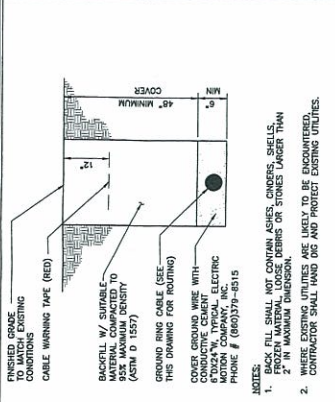 FINISHED GRADE
TO MATCH EXISTING
CONDITIONS
CABLE WARNING TAPE (RED)
BACKFILL W/ SUITABLE
MATERIAL COMPACTED TO
95% MAXIMUM DENSITY
(ASTM D 1557)
GROUND RING CABLE (SEE
THIS DRAWING FOR ROUTING)
COVER GROUND WIRE WITH
CONDUCTIVE CEMENT
6"DX24"W, TYPICAL ELECTRIC
MOTION COMPANY, INC.
PHONE # (860)379-8515
12"
48" MINIMUM
COVER
6"
MIN
NOTES:
1. BACK FILL SHALL NOT CONTAIN ASHES, CINDERS, SHELLS,
FROZEN MATERIAL, LOOSE DEBRIS OR STONES LARGER THAN
2" IN MAXIMUM DIMENSION.
2. WHERE EXISTING UTILITIES ARE LIKELY TO BE ENCOUNTERED,
CONTRACTOR SHALL HAND DIG AND PROTECT EXISTING UTILITIES.